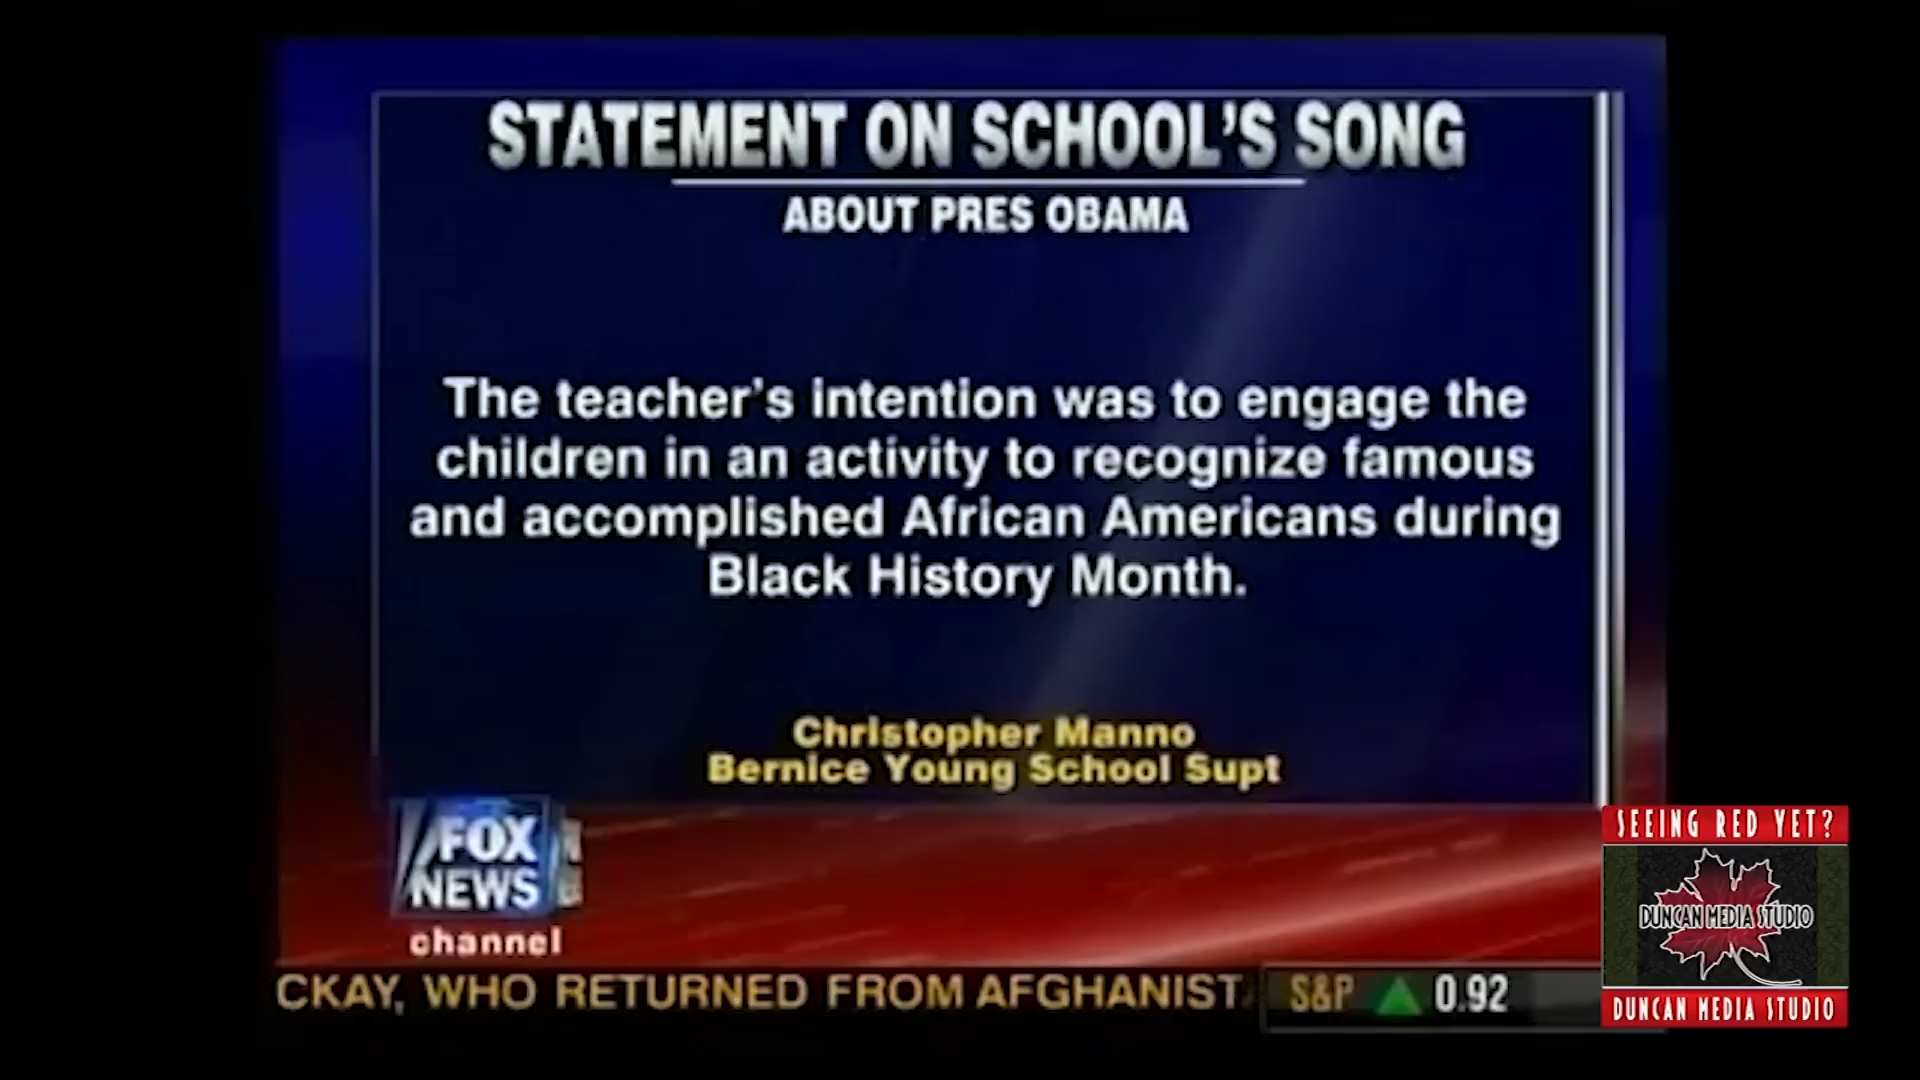 STATEMENT ON SCHOOL'S SONG
ABOUT PRES OBAMA
The teacher's intention was to engage the
children in an activity to recognize famous
and accomplished African Americans during
Black History Month.
Christopher Manno
Bernice Young School Supt
FOX
NEWS
channel
CKAY, WHO RETURNED FROM AFGHANIST
S&P 0.92
SEEING RED YET?
DUNCAN MEDIA STUDIO
DUNCAN MEDIA STUDIO